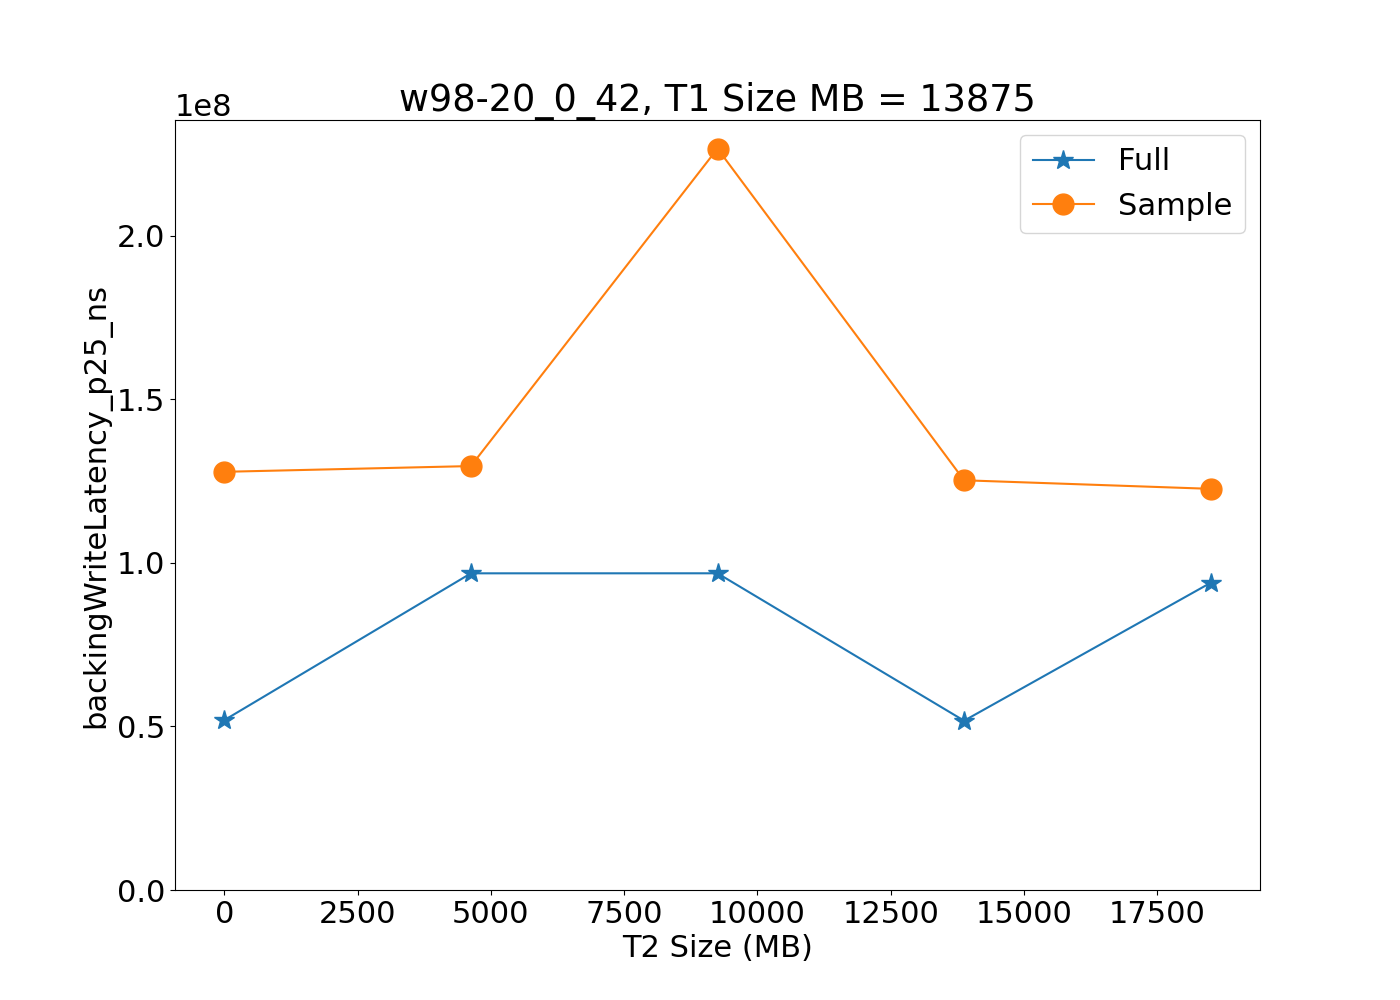 w98-20_0_42, T1 Size MB = 13875
1e8
Full
Sample
2.0
1.5
1.0
0.5
0.0
backingWriteLatency_p25_ns
0 2500 5000 7500 10000 12500 15000 17500
T2 Size (MB)